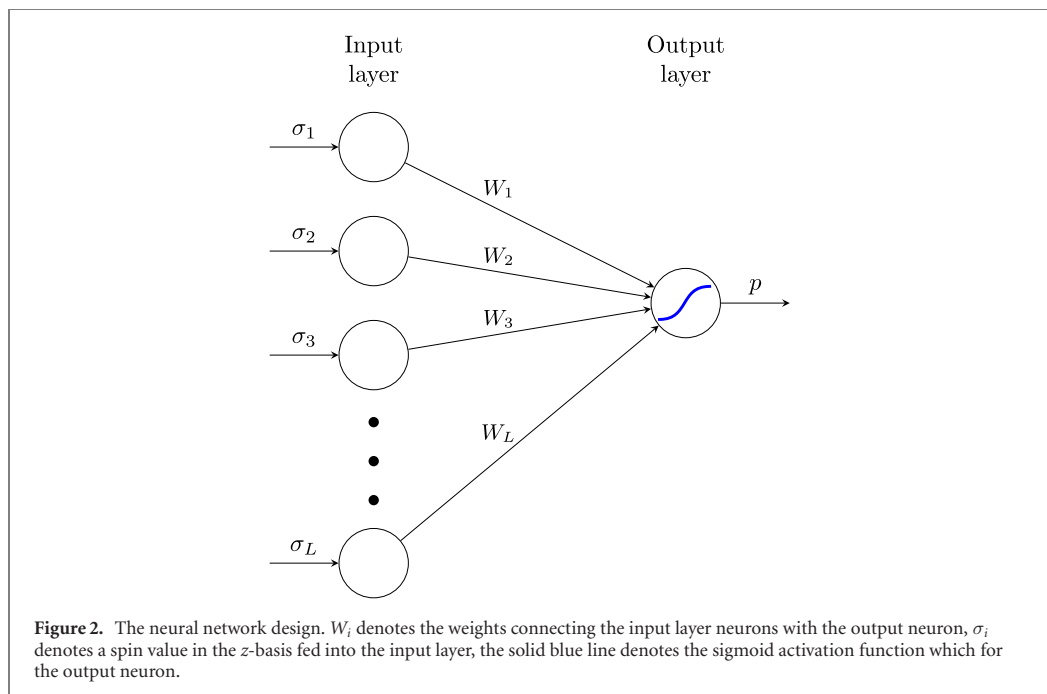 Input
layer
Output
layer
σ₁
W₁
σ₂
W₂
p
W₃
σ₃
W_L
σ_L
Figure 2. The neural network design. Wᵢ denotes the weights connecting the input layer neurons with the output neuron, σᵢ
denotes a spin value in the z-basis fed into the input layer, the solid blue line denotes the sigmoid activation function which for
the output neuron.